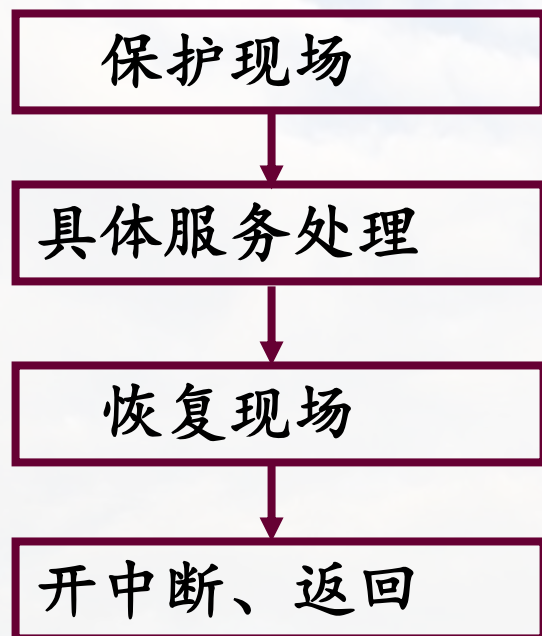 保护现场
具体服务处理
恢复现场
开中断、返回